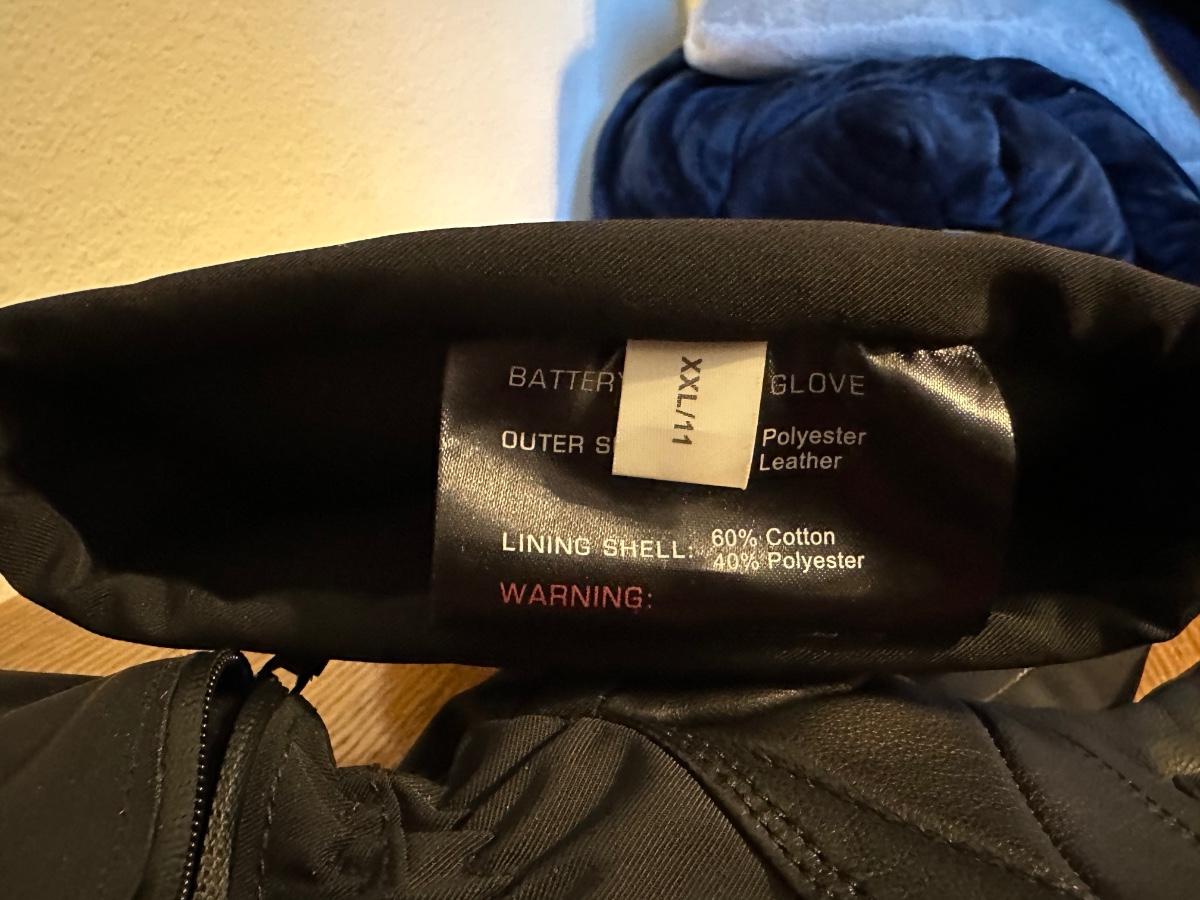 BATTERY GLOVE
XXL/11
OUTER S Polyester
Leather
LINING SHELL: 60% Cotton
40% Polyester
WARNING: